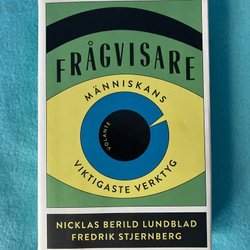 FRÅGVISARE
MÄNNISKANS
VOLANTE
VIKTIGASTE VERKTYG
NICKLAS BERILD LUNDBLAD
FREDRIK STJERNBERG